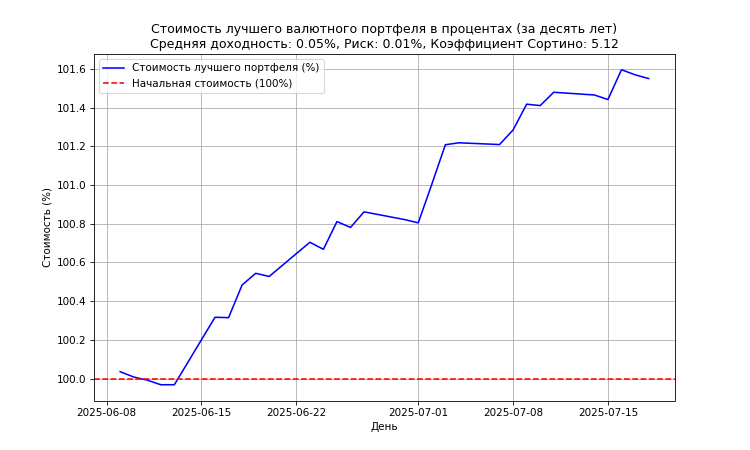 Стоимость лучшего валютного портфеля в процентах (за десять лет)
Средняя доходность: 0.05%, Риск: 0.01%, Коэффициент Сортино: 5.12
Стоимость лучшего портфеля (%)
Начальная стоимость (100%)
Стоимость (%)
101.6
101.4
101.2
101.0
100.8
100.6
100.4
100.2
100.0
2025-06-08 2025-06-15 2025-06-22 2025-07-01 2025-07-08 2025-07-15
День